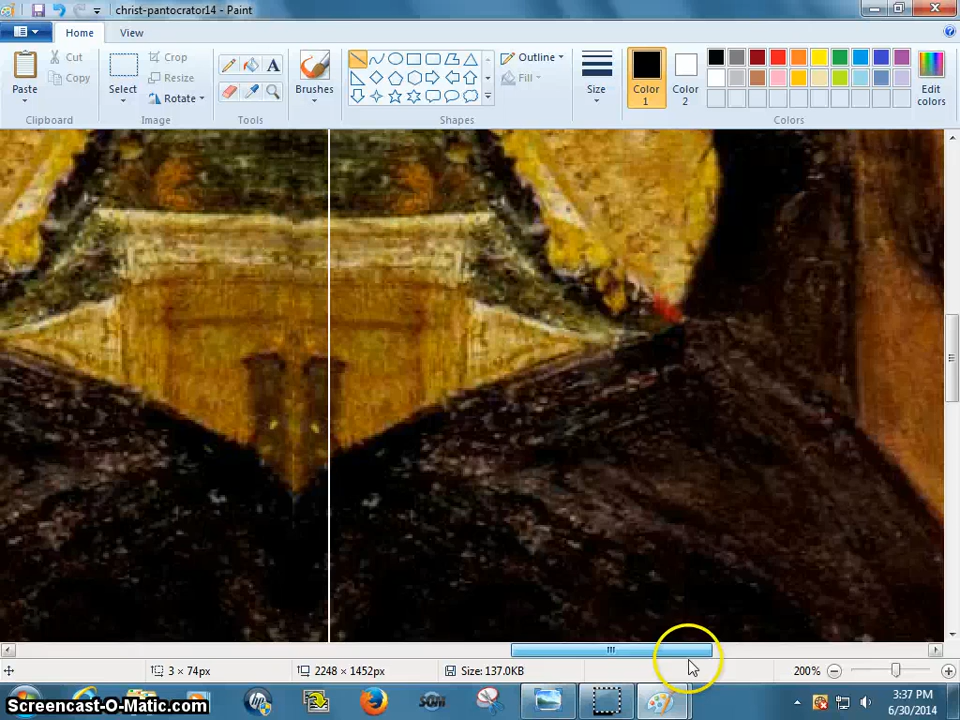 christ-pantocrator14 - Paint
Home
View
Paste
Cut
Copy
Clipboard
Select
Crop
Resize
Rotate
Image
A
Tools
Brushes
Outline
Fill
Shapes
Size
Color 1
Color 2
Edit colors
Colors
3 × 74px
2248 × 1452px
Size: 137.0KB
200%
Screencast-O-Matic.com
hp
SOM
3:37 PM
6/30/2014